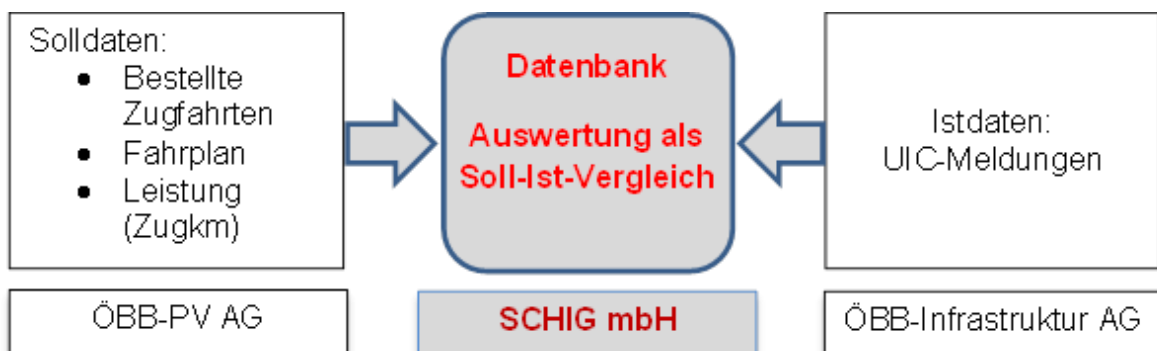 Solldaten:
• Bestellte
Zugfahrten
• Fahrplan
• Leistung
(Zugkm)
ÖBB-PV AG
Datenbank
Auswertung als
Soll-Ist-Vergleich
SCHIG mbH
Istdaten:
UIC-Meldungen
ÖBB-Infrastruktur AG